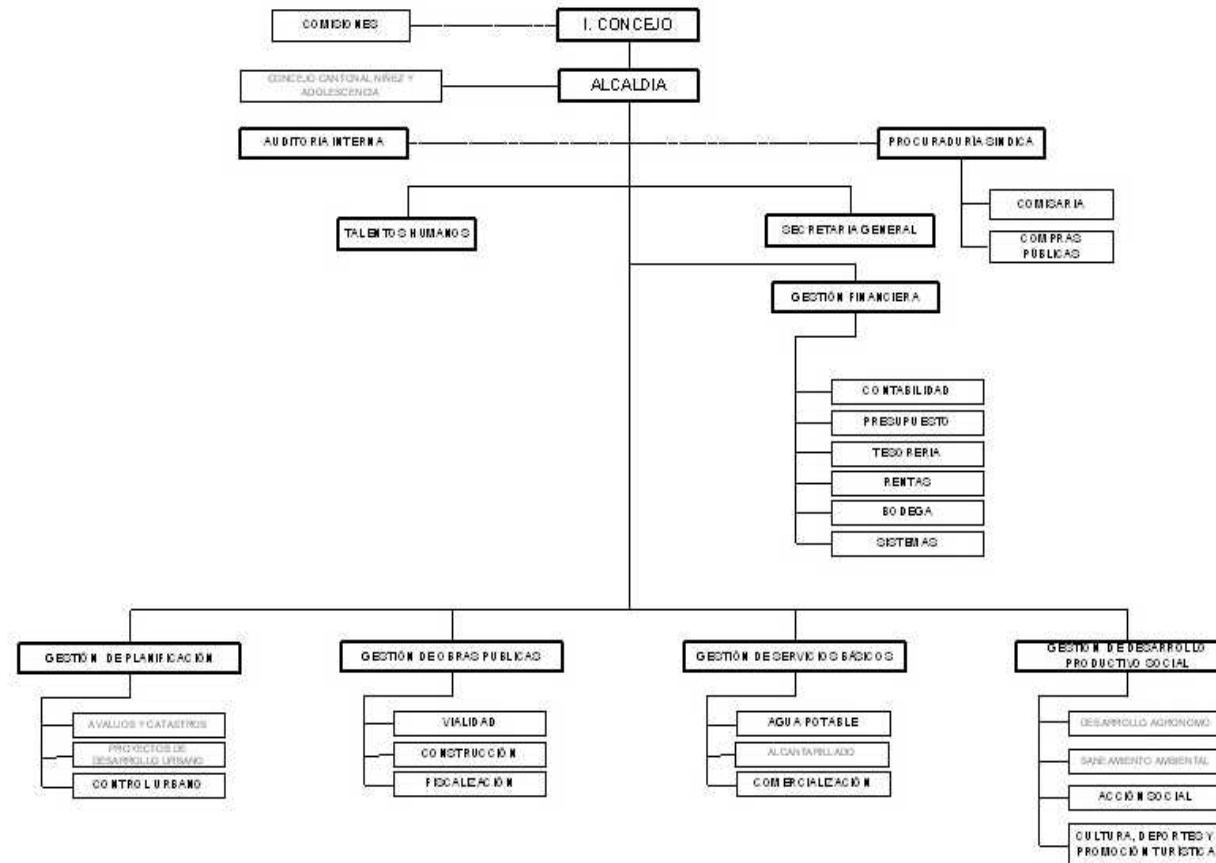 COMISIONES
I. CONCEJO
CONCEJO CANTONAL NIÑEZ Y
ADOLESCENCIA
ALCALDIA
AUDITORIA INTERNA
PROCURADURÍA SINDICA
COMISARIA
COMPRAS
PÚBLICAS
TALENTOS HUMANOS
SECRETARIA GENERAL
GESTIÓN FINANCIERA
CONTABILIDAD
PRESUPUESTO
TESORERIA
RENTAS
BODEGA
SISTEMAS
GESTIÓN DE PLANIFICACIÓN
AVALUOS Y CATASTROS
PROYECTOS DE
DESARROLLO URBANO
CONTROL URBANO
GESTIÓN DE OBRAS PUBLICAS
VIALIDAD
CONSTRUCCIÓN
FISCALIZACIÓN
GESTIÓN DE SERVICIOS BÁSICOS
AGUA POTABLE
ALCANTARILLADO
COMERCIALIZACIÓN
GESTIÓN DE DESARROLLO
PRODUCTIVO SOCIAL
DESARROLLO AGRONOMO
SANEAMIENTO AMBIENTAL
ACCIÓN SOCIAL
CULTURA, DEPORTES Y
PROMOCIÓN TURÍSTICA